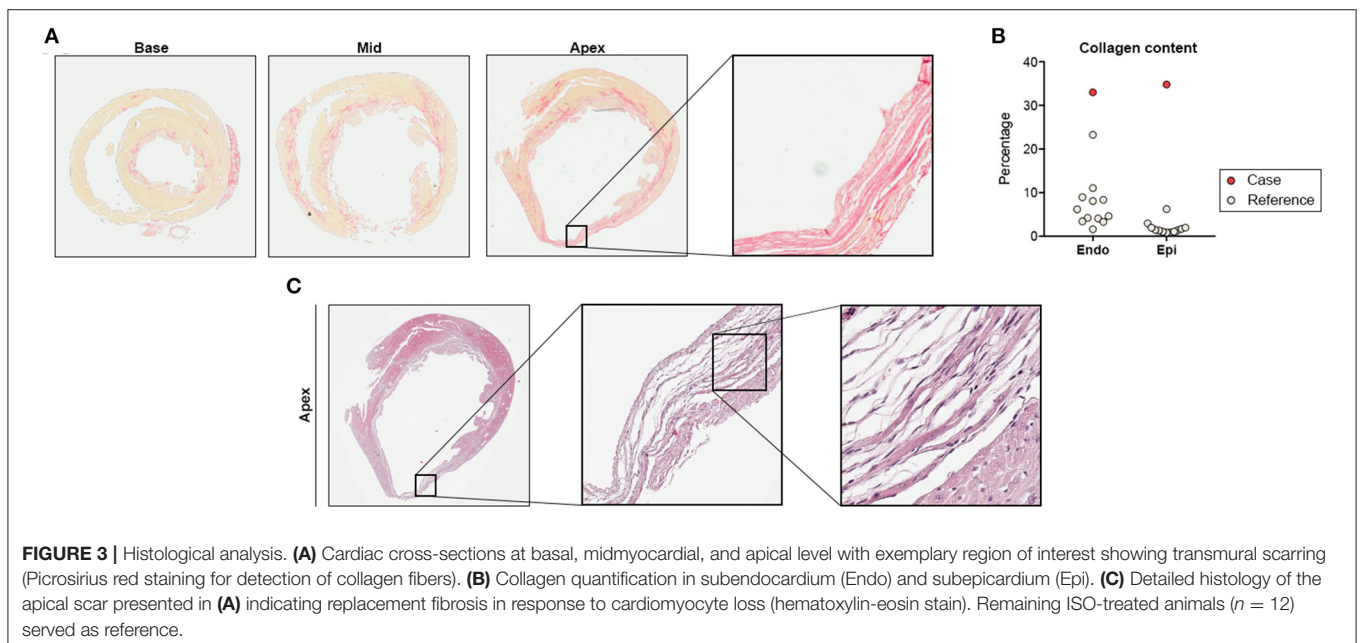 A
Base
Mid
Apex
B
Collagen content
40
30
20
10
0
Percentage
Endo
Epi
Case
Reference
C
Apex
FIGURE 3 | Histological analysis. (A) Cardiac cross-sections at basal, midmyocardial, and apical level with exemplary region of interest showing transmural scarring
(Picrosirius red staining for detection of collagen fibers). (B) Collagen quantification in subendocardium (Endo) and subepicardium (Epi). (C) Detailed histology of the
apical scar presented in (A) indicating replacement fibrosis in response to cardiomyocyte loss (hematoxylin-eosin stain). Remaining ISO-treated animals (n = 12)
served as reference.